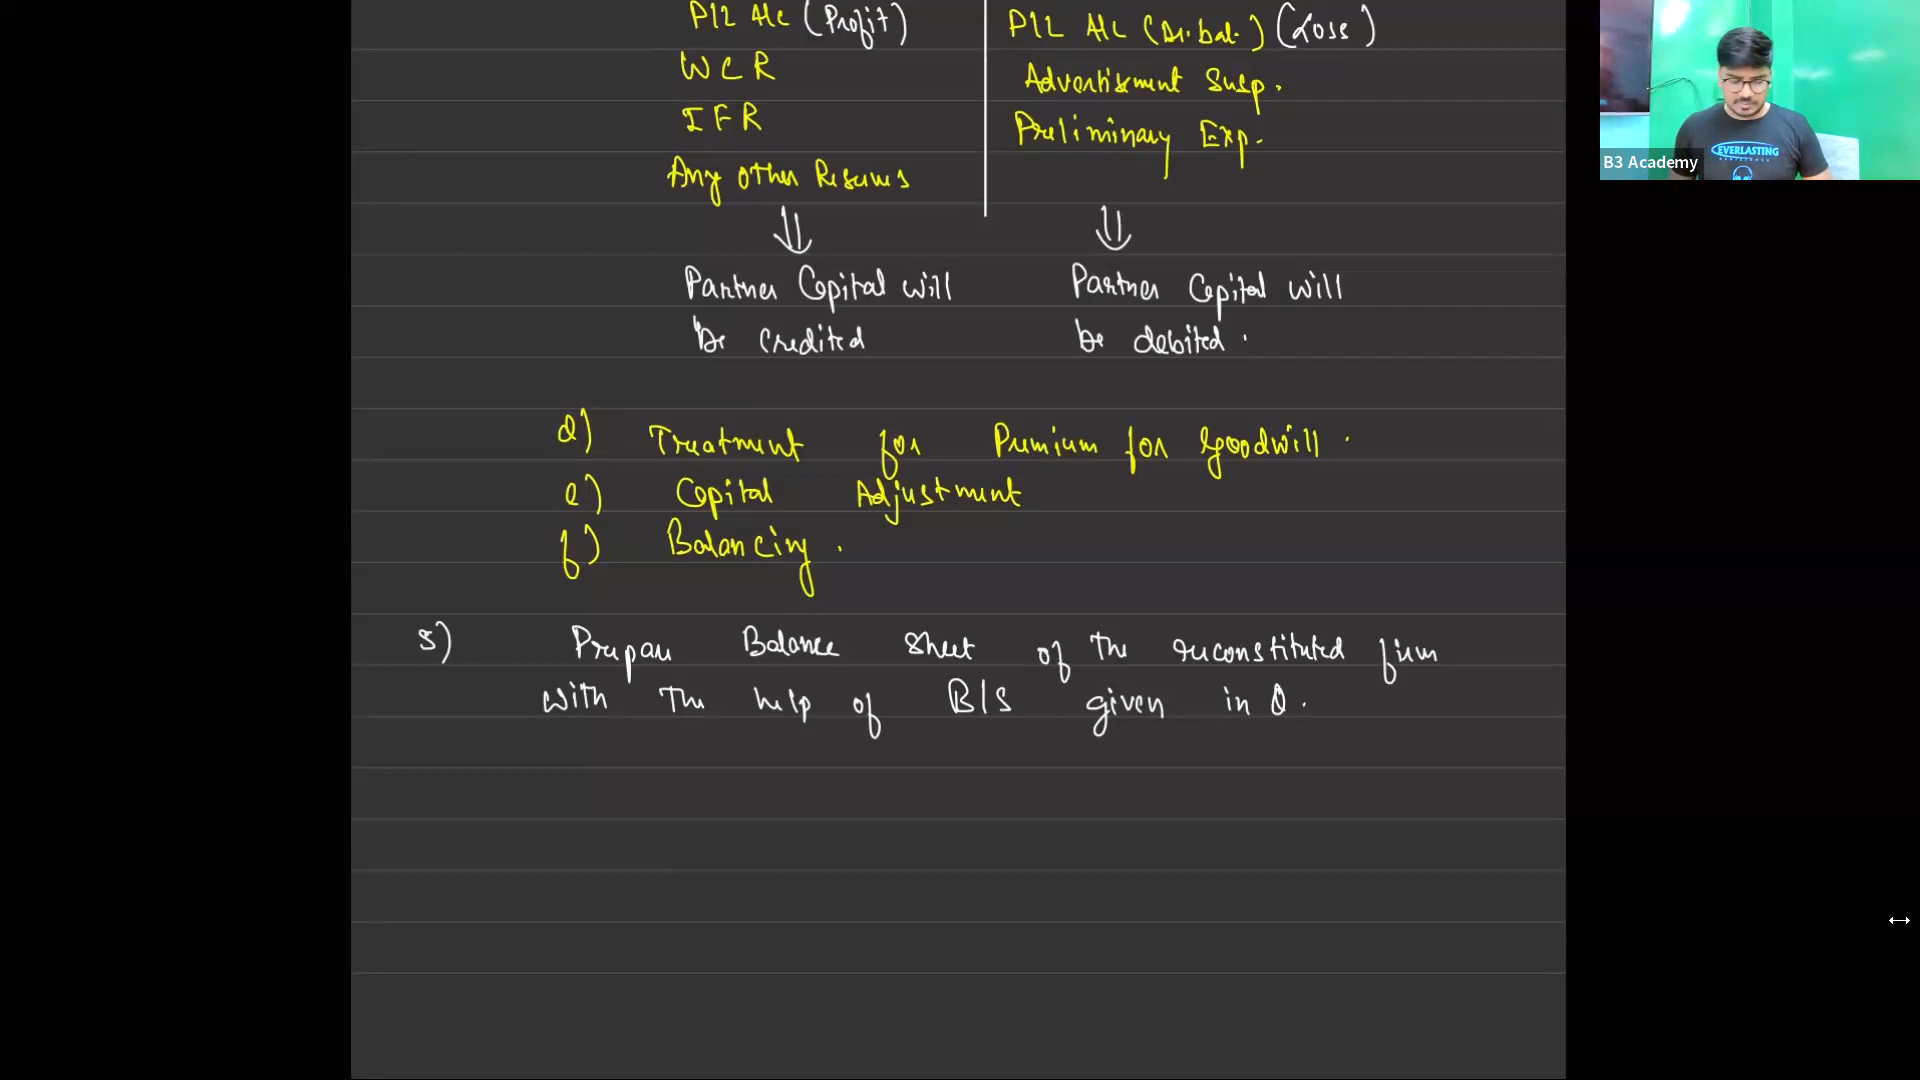 P/L A/c (Profit)
WCR
IFR
Any other Reserves
Partner Capital will
be credited
P/L A/c (Dr. bal.) (Loss)
Advertisement Susp.
Preliminary Exp.
Partner Capital will
be debited.
d) Treatment for Premium for Goodwill.
e) Capital Adjustment
f) Balancing.
5) Prepare Balance Sheet of the reconstituted firm
with the help of B/S given in Q.
EVERLASTING
B3 Academy